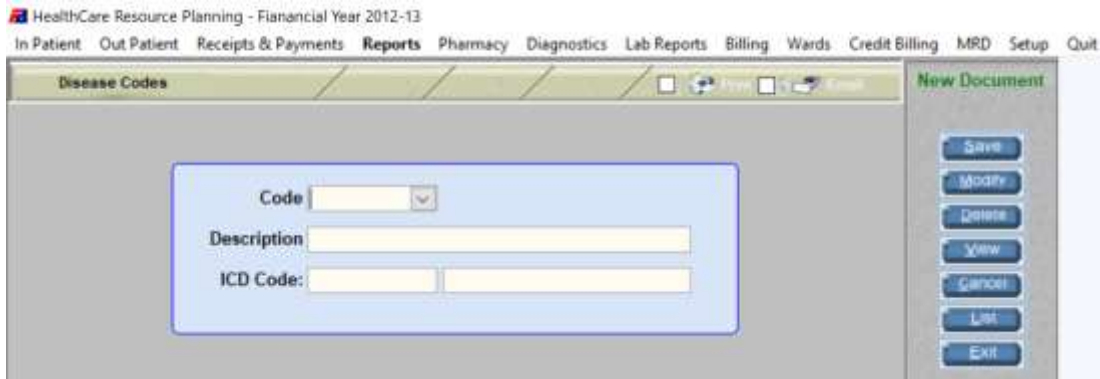 HealthCare Resource Planning - Fianancial Year 2012-13
In Patient Out Patient Receipts & Payments Reports Pharmacy Diagnostics Lab Reports Billing Wards Credit Billing MRD Setup Quit
Disease Codes
New Document
Code
Description
ICD Code:
Save
Modify
Delete
View
Cancel
List
Exit